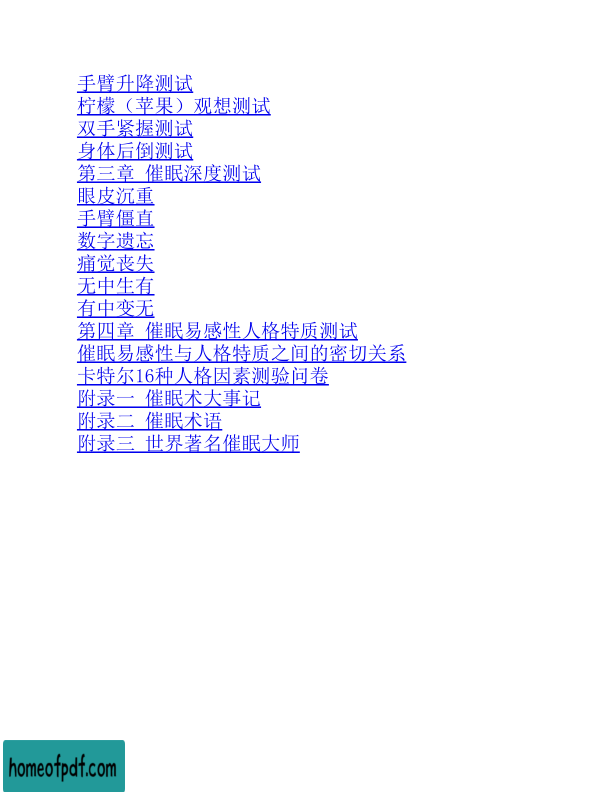 手臂升降测试
柠檬（苹果）观想测试
双手紧握测试
身体后倒测试
第三章 催眠深度测试
眼皮沉重
手臂僵直
数字遗忘
痛觉丧失
无中生有
有中变无
第四章 催眠易感性人格特质测试
催眠易感性与人格特质之间的密切关系
卡特尔16种人格因素测验问卷
附录一 催眠术大事记
附录二 催眠术语
附录三 世界著名催眠大师
homeofpdf.com